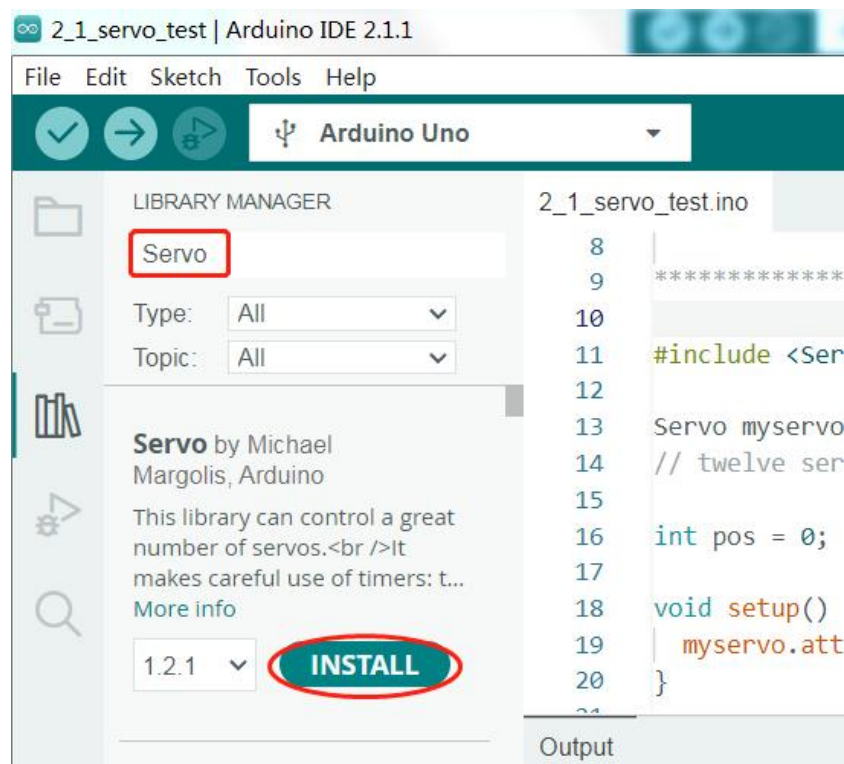 2_1_servo_test | Arduino IDE 2.1.1
File Edit Sketch Tools Help
Arduino Uno
LIBRARY MANAGER
Servo
Type: All
Topic: All
Servo by Michael
Margolis, Arduino
This library can control a great
number of servos.<br />It
makes careful use of timers: t...
More info
1.2.1 INSTALL
2_1_servo_test.ino
8
9 *************
10
11 #include <Ser
12
13 Servo myservo
14 // twelve ser
15
16 int pos = 0;
17
18 void setup()
19 myservo.att
20 }
Output